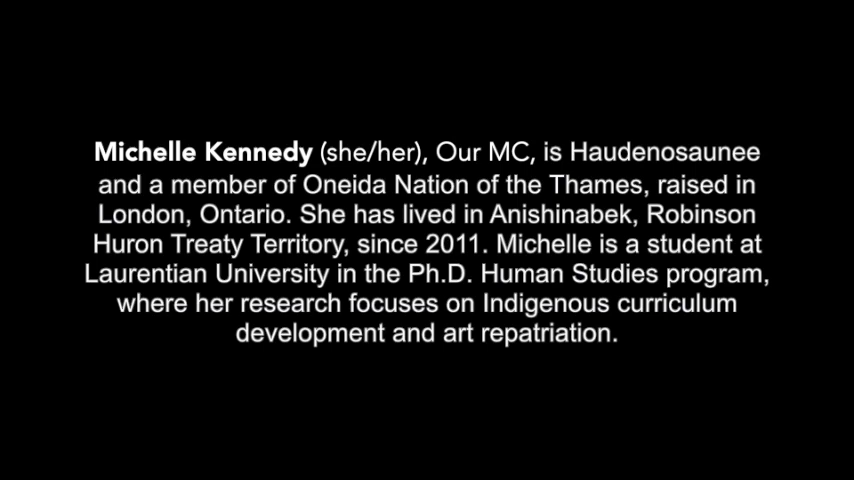 Michelle Kennedy (she/her), Our MC, is Haudenosaunee
and a member of Oneida Nation of the Thames, raised in
London, Ontario. She has lived in Anishinabek, Robinson
Huron Treaty Territory, since 2011. Michelle is a student at
Laurentian University in the Ph.D. Human Studies program,
where her research focuses on Indigenous curriculum
development and art repatriation.